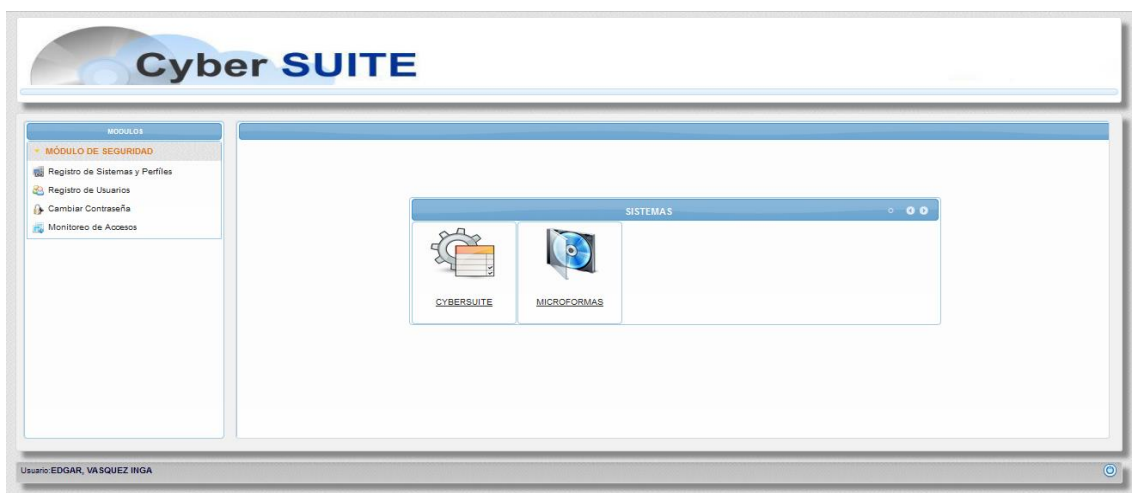 Cyber SUITE
MODULOS
MÓDULO DE SEGURIDAD
Registro de Sistemas y Perfíles
Registro de Usuarios
Cambiar Contraseña
Monitoreo de Accesos
SISTEMAS
CYBERSUITE
MICROFORMAS
Usuario:EDGAR, VASQUEZ INGA